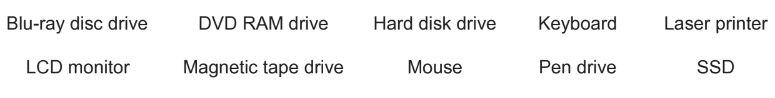 Blu-ray disc drive DVD RAM drive Hard disk drive Keyboard Laser printer
LCD monitor Magnetic tape drive Mouse Pen drive SSD